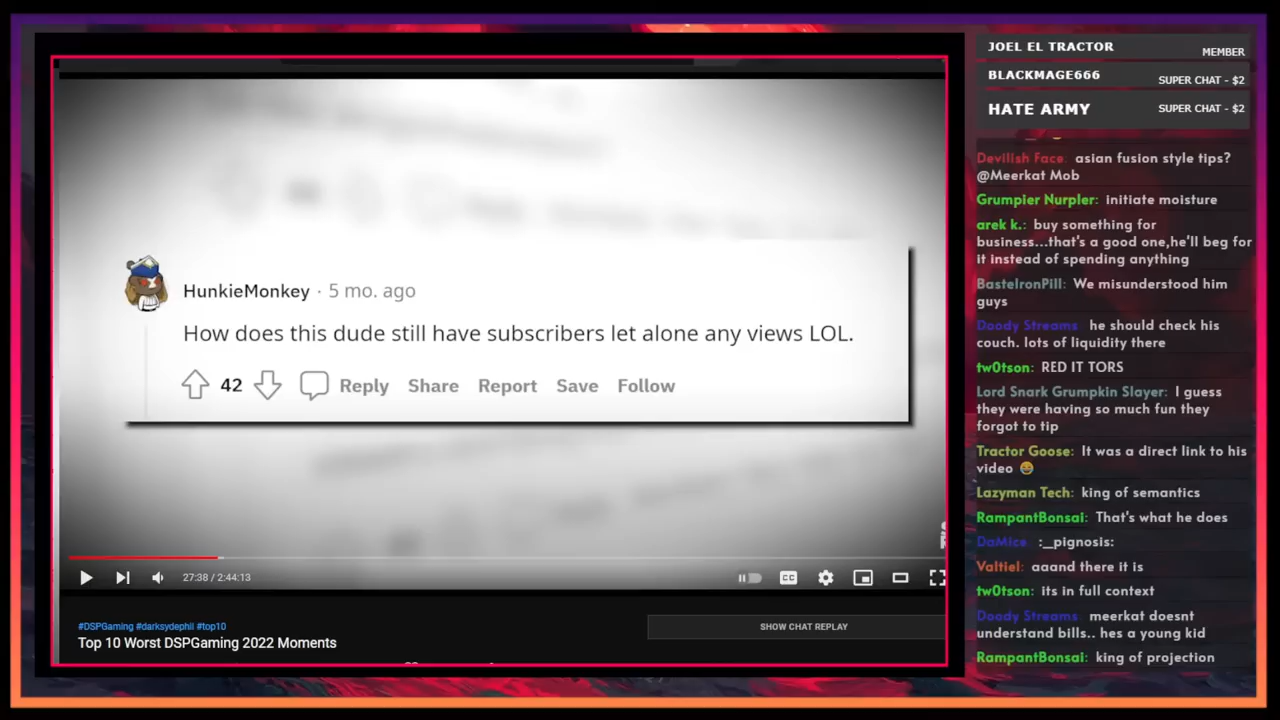 HunkieMonkey · 5 mo. ago
How does this dude still have subscribers let alone any views LOL.
42 Reply Share Report Save Follow
27:38 / 2:44:13
CC
#DSPGaming #darksydephil #top10
Top 10 Worst DSPGaming 2022 Moments
SHOW CHAT REPLAY
JOEL EL TRACTOR MEMBER
BLACKMAGE666 SUPER CHAT - $2
HATE ARMY SUPER CHAT - $2
Devilish Face: asian fusion style tips?
@Meerkat Mob
Grumpier Nurpler: initiate moisture
arek k.: buy something for
business...that's a good one,he'll beg for
it instead of spending anything
BasteIronPill: We misunderstood him
guys
Doody Streams he should check his
couch. lots of liquidity there
tw0tson: RED IT TORS
Lord Snark Grumpkin Slayer: I guess
they were having so much fun they
forgot to tip
Tractor Goose: It was a direct link to his
video 😂
Lazyman Tech: king of semantics
RampantBonsai: That's what he does
DaMice :_pignosis:
Valtiel: aaand there it is
tw0tson: its in full context
Doody Streams meerkat doesnt
understand bills.. hes a young kid
RampantBonsai: king of projection